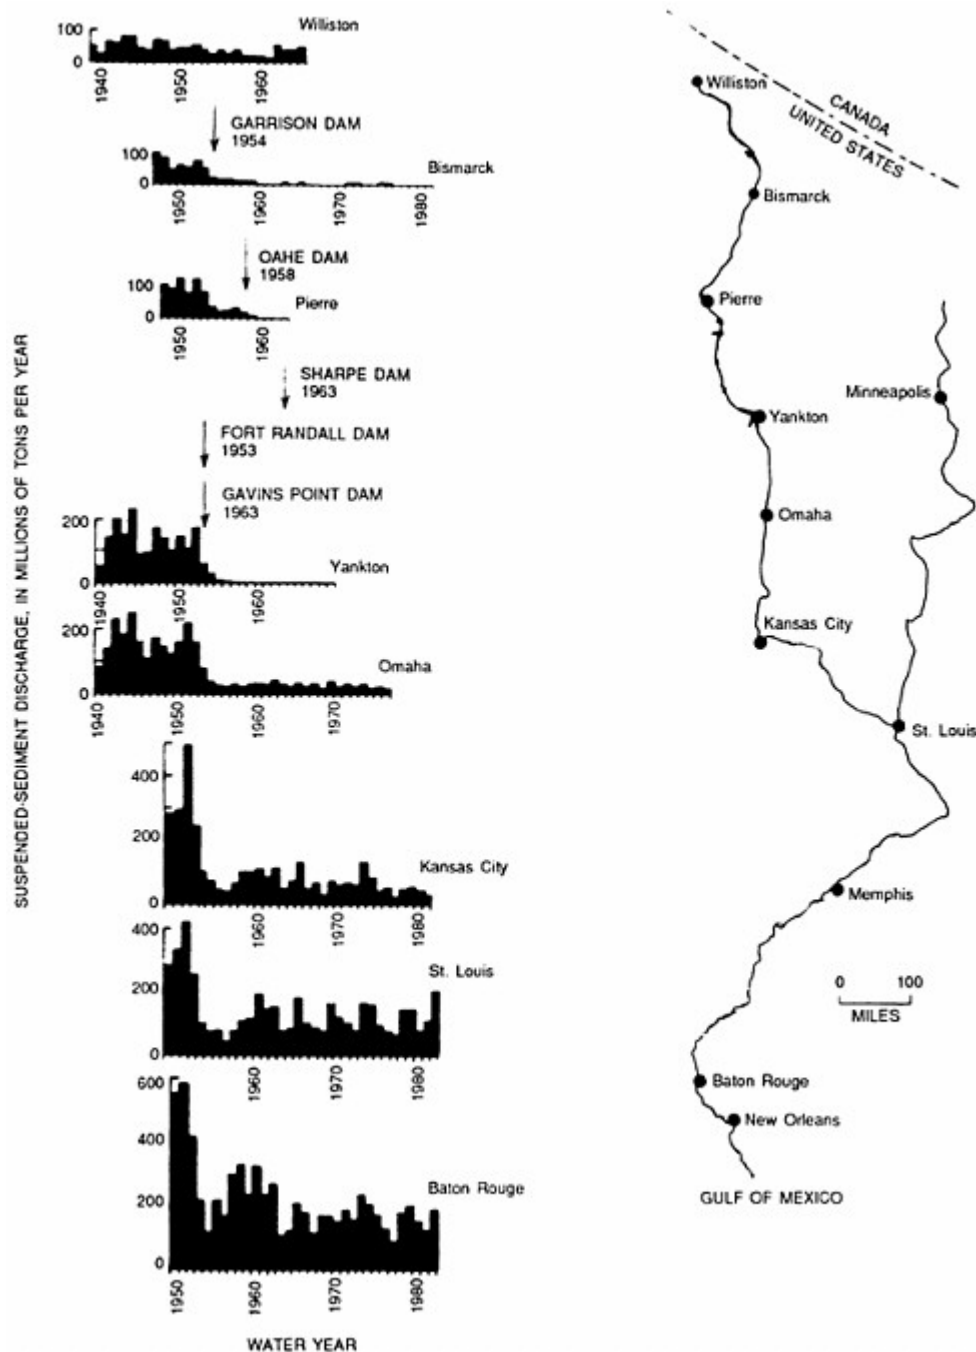 SUSPENDED-SEDIMENT DISCHARGE, IN MILLIONS OF TONS PER YEAR
Williston
100
0
1940
1950
1960
GARRISON DAM
1954
Bismarck
100
0
1950
1960
1970
1980
OAHE DAM
1958
Pierre
100
0
1950
1960
SHARPE DAM
1963
FORT RANDALL DAM
1953
GAVINS POINT DAM
1963
Yankton
200
0
1940
1950
1960
Omaha
200
0
1940
1950
1960
1970
Kansas City
400
200
0
1960
1970
1980
St. Louis
400
200
0
1960
1970
1980
Baton Rouge
600
400
200
0
1950
1960
1970
1980
WATER YEAR
Williston
CANADA
UNITED STATES
Bismarck
Pierre
Minneapolis
Yankton
Omaha
Kansas City
St. Louis
Memphis
0 100
MILES
Baton Rouge
New Orleans
GULF OF MEXICO